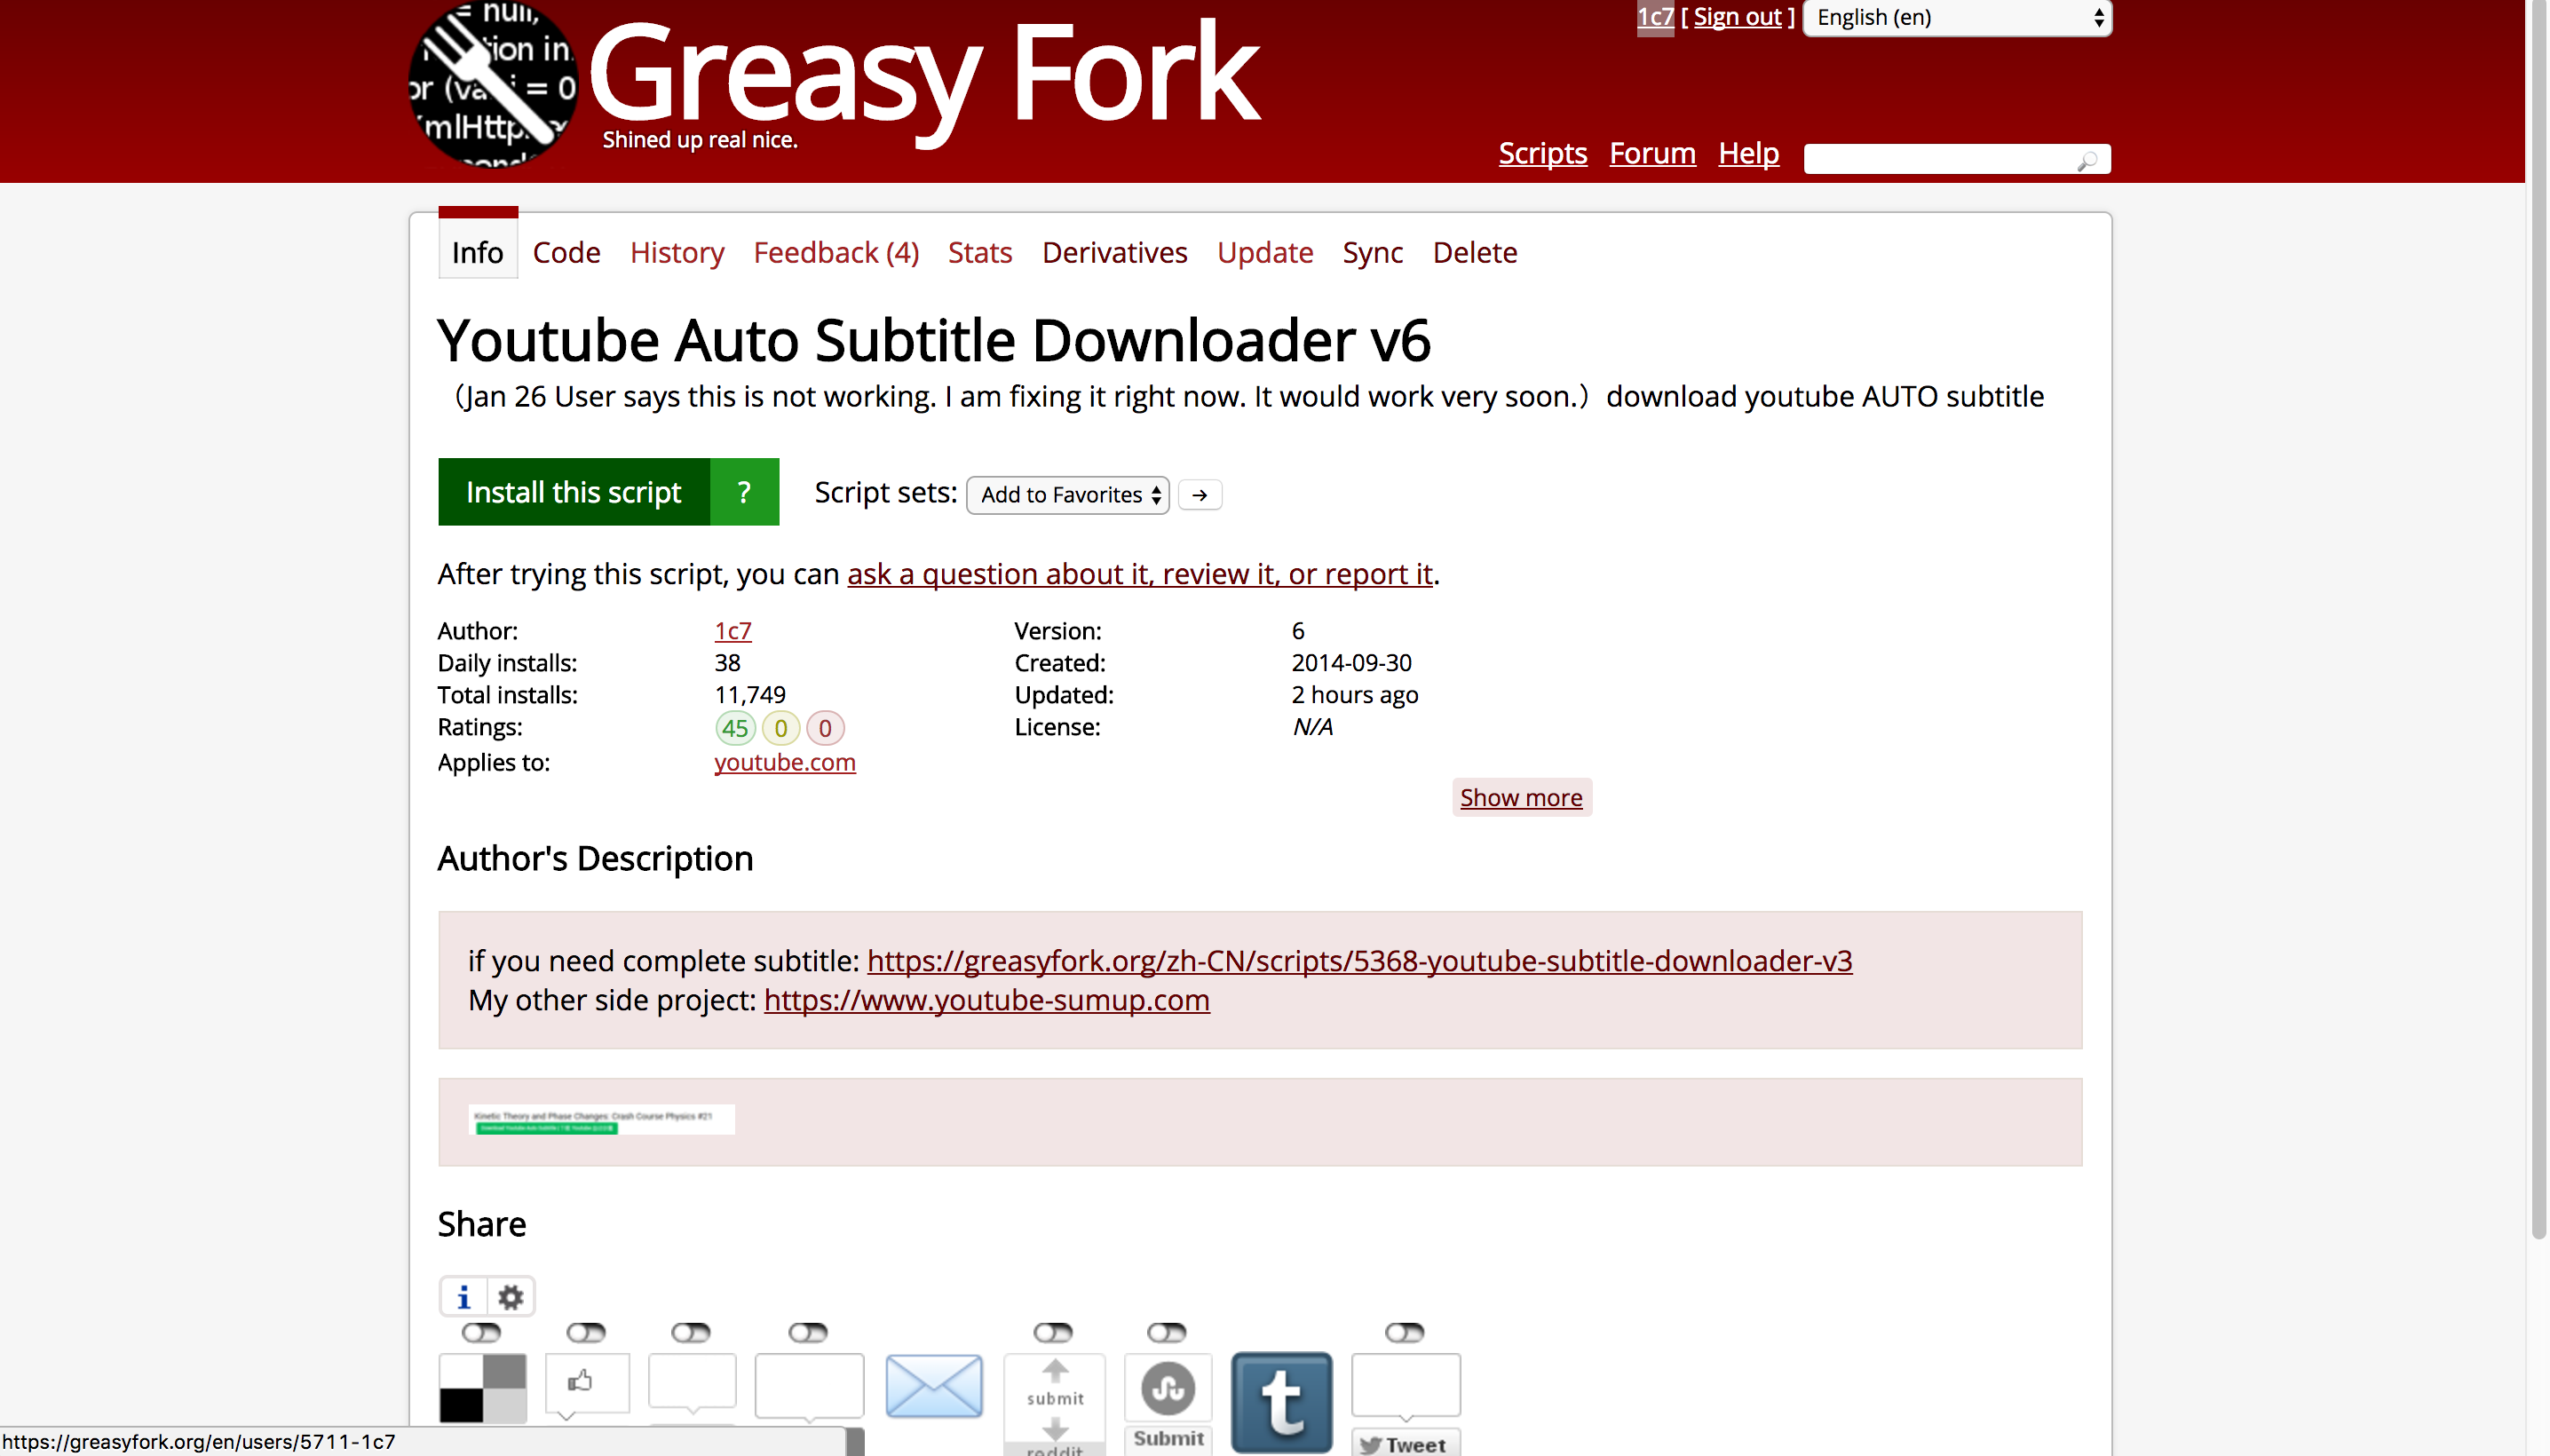 = null,
tion in
or (va i = 0
mlHttp
Greasy Fork
Shined up real nice.
1c7 [ Sign out ] English (en)
Scripts Forum Help
Info Code History Feedback (4) Stats Derivatives Update Sync Delete
Youtube Auto Subtitle Downloader v6
（Jan 26 User says this is not working. I am fixing it right now. It would work very soon.）download youtube AUTO subtitle
Install this script ? Script sets: Add to Favorites →
After trying this script, you can ask a question about it, review it, or report it.
Author: 1c7 Version: 6
Daily installs: 38 Created: 2014-09-30
Total installs: 11,749 Updated: 2 hours ago
Ratings: 45 0 0 License: N/A
Applies to: youtube.com
Show more
Author's Description
if you need complete subtitle: https://greasyfork.org/zh-CN/scripts/5368-youtube-subtitle-downloader-v3
My other side project: https://www.youtube-sumup.com
Kinetic Theory and Phase Changes: Crash Course Physics #21
Share
submit
reddit
Submit
t
Tweet
https://greasyfork.org/en/users/5711-1c7